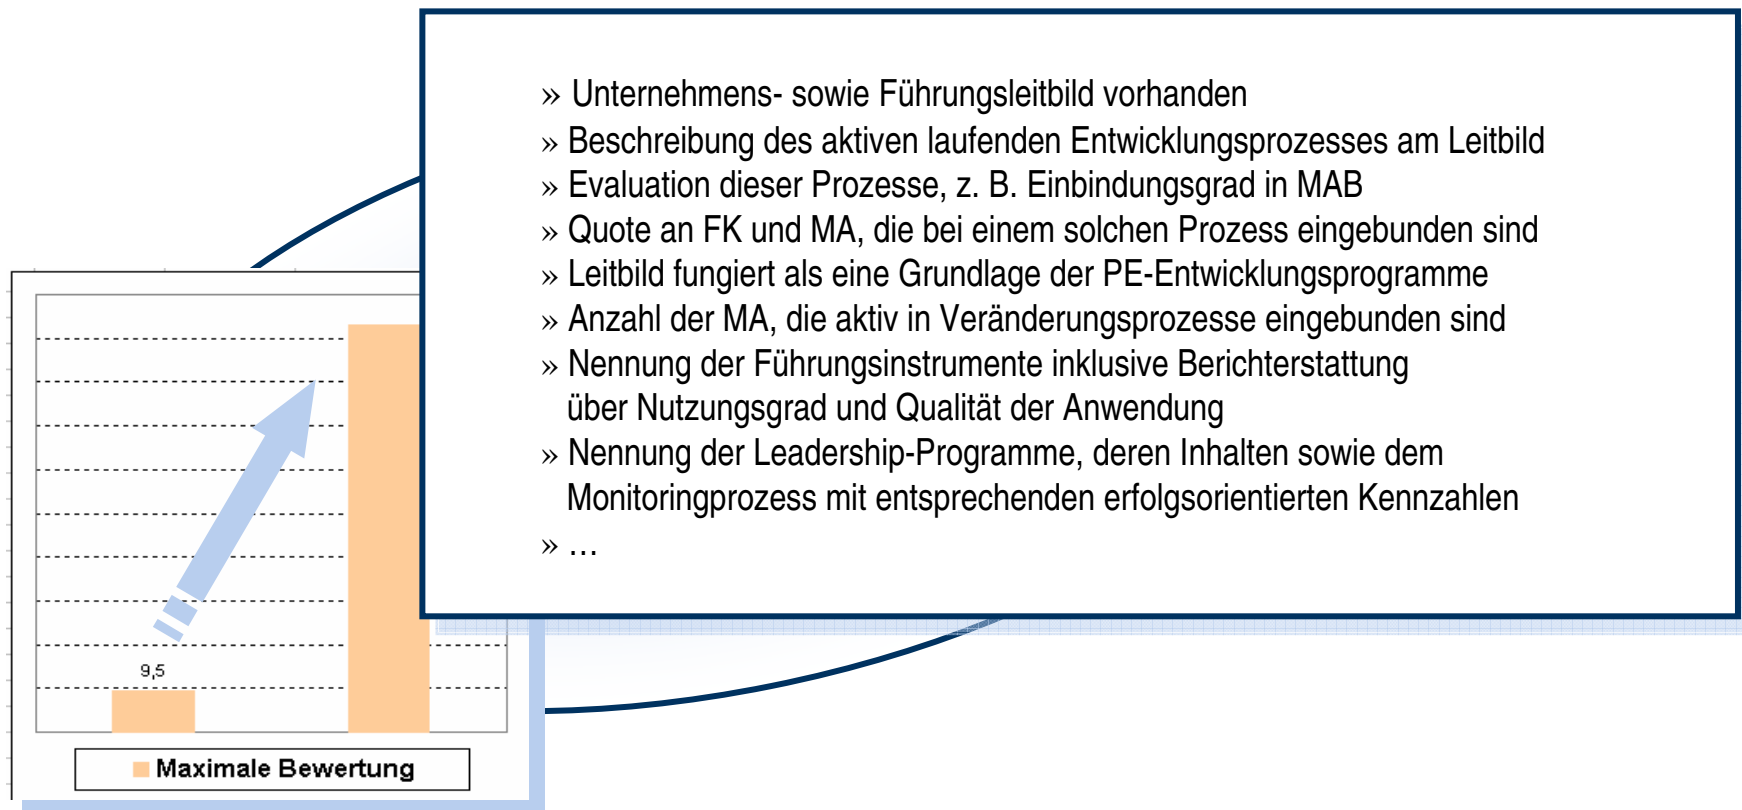 » Unternehmens- sowie Führungsleitbild vorhanden
» Beschreibung des aktiven laufenden Entwicklungsprozesses am Leitbild
» Evaluation dieser Prozesse, z. B. Einbindungsgrad in MAB
» Quote an FK und MA, die bei einem solchen Prozess eingebunden sind
» Leitbild fungiert als eine Grundlage der PE-Entwicklungsprogramme
» Anzahl der MA, die aktiv in Veränderungsprozesse eingebunden sind
» Nennung der Führungsinstrumente inklusive Berichterstattung
über Nutzungsgrad und Qualität der Anwendung
» Nennung der Leadership-Programme, deren Inhalten sowie dem
Monitoringprozess mit entsprechenden erfolgsorientierten Kennzahlen
» …
9,5
Maximale Bewertung